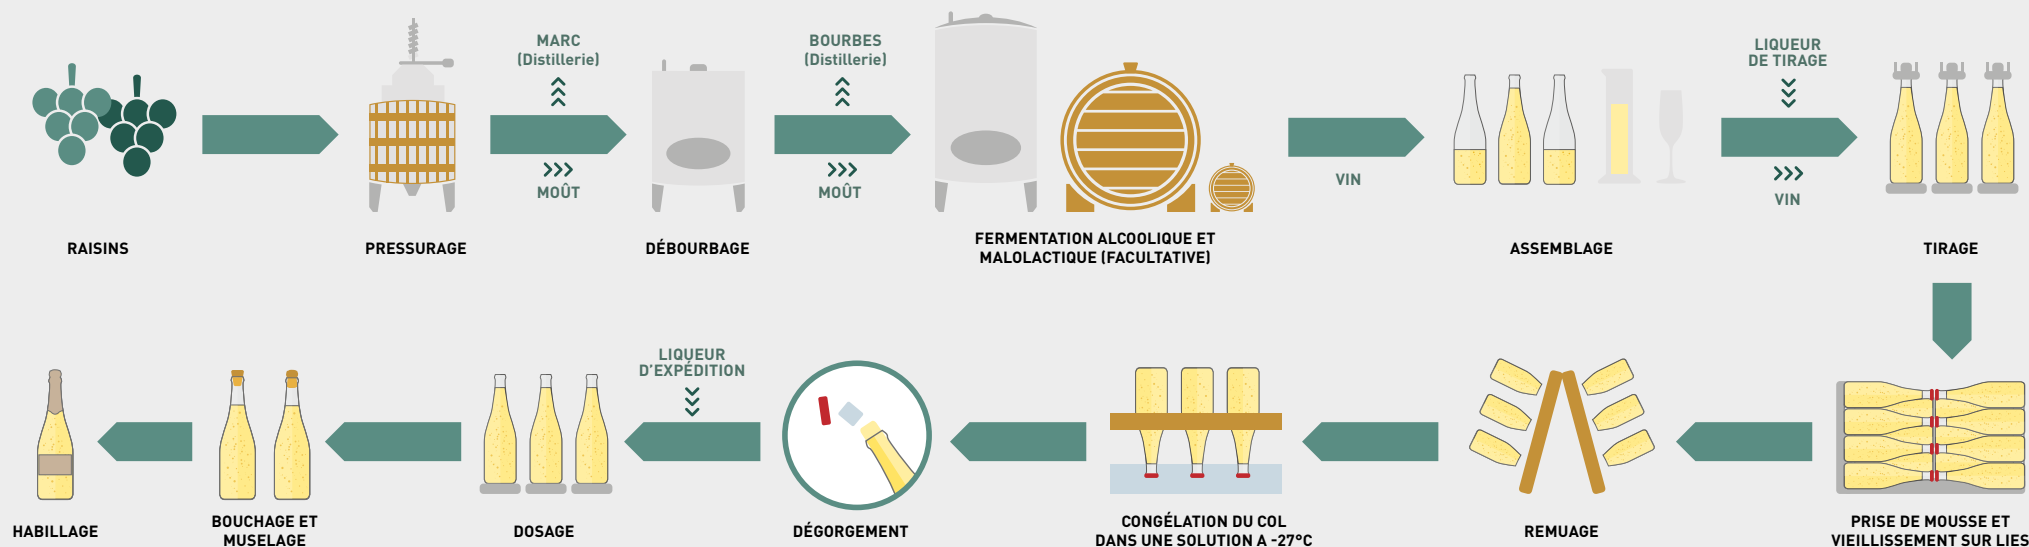 MARC
(Distillerie)
BOURBES
(Distillerie)
LIQUEUR
DE TIRAGE
MOÛT
MOÛT
VIN
VIN
RAISINS
PRESSURAGE
DÉBOURBAGE
FERMENTATION ALCOOLIQUE ET
MALOLACTIQUE (FACULTATIVE)
ASSEMBLAGE
TIRAGE
LIQUEUR
D'EXPÉDITION
HABILLAGE
BOUCHAGE ET
MUSELAGE
DOSAGE
DÉGORGEMENT
CONGÉLATION DU COL
DANS UNE SOLUTION A -27°C
REMUAGE
PRISE DE MOUSSE ET
VIEILLISSEMENT SUR LIES